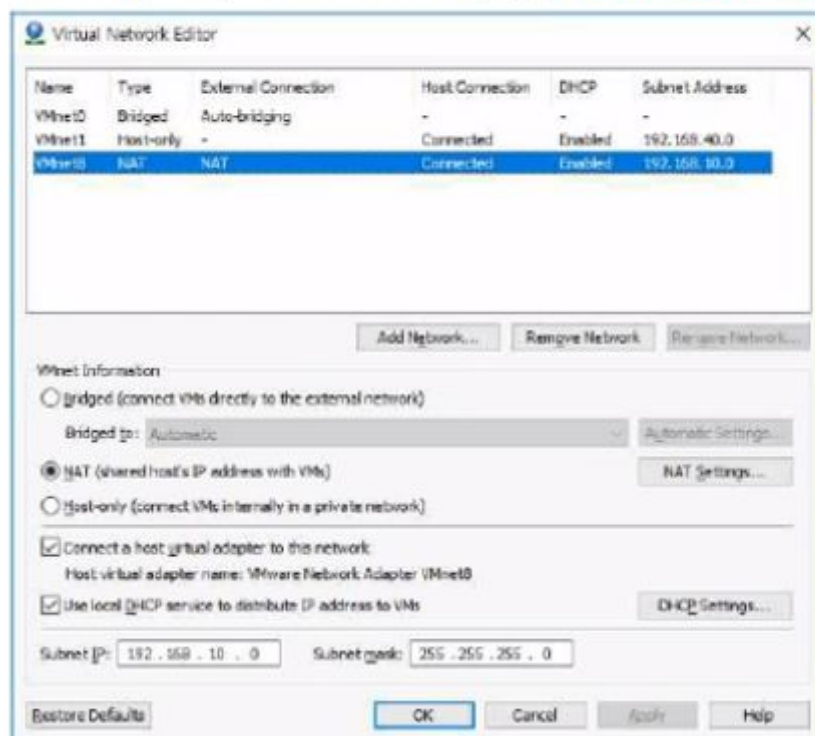 Virtual Network Editor
Name Type External Connection Host Connection DHCP Subnet Address
VMnet0 Bridged Auto-bridging - - -
VMnet1 Host-only - Connected Enabled 192.168.40.0
VMnet8 NAT NAT Connected Enabled 192.168.10.0
Add Network... Remove Network Rename Network...
VMnet Information
Bridged (connect VMs directly to the external network)
Bridged to: Automatic Automatic Settings...
NAT (shared host's IP address with VMs) NAT Settings...
Host-only (connect VMs internally in a private network)
Connect a host virtual adapter to this network
Host virtual adapter name: VMware Network Adapter VMnet8
Use local DHCP service to distribute IP address to VMs DHCP Settings...
Subnet IP: 192 . 168 . 10 . 0 Subnet mask: 255 . 255 . 255 . 0
Restore Defaults OK Cancel Apply Help